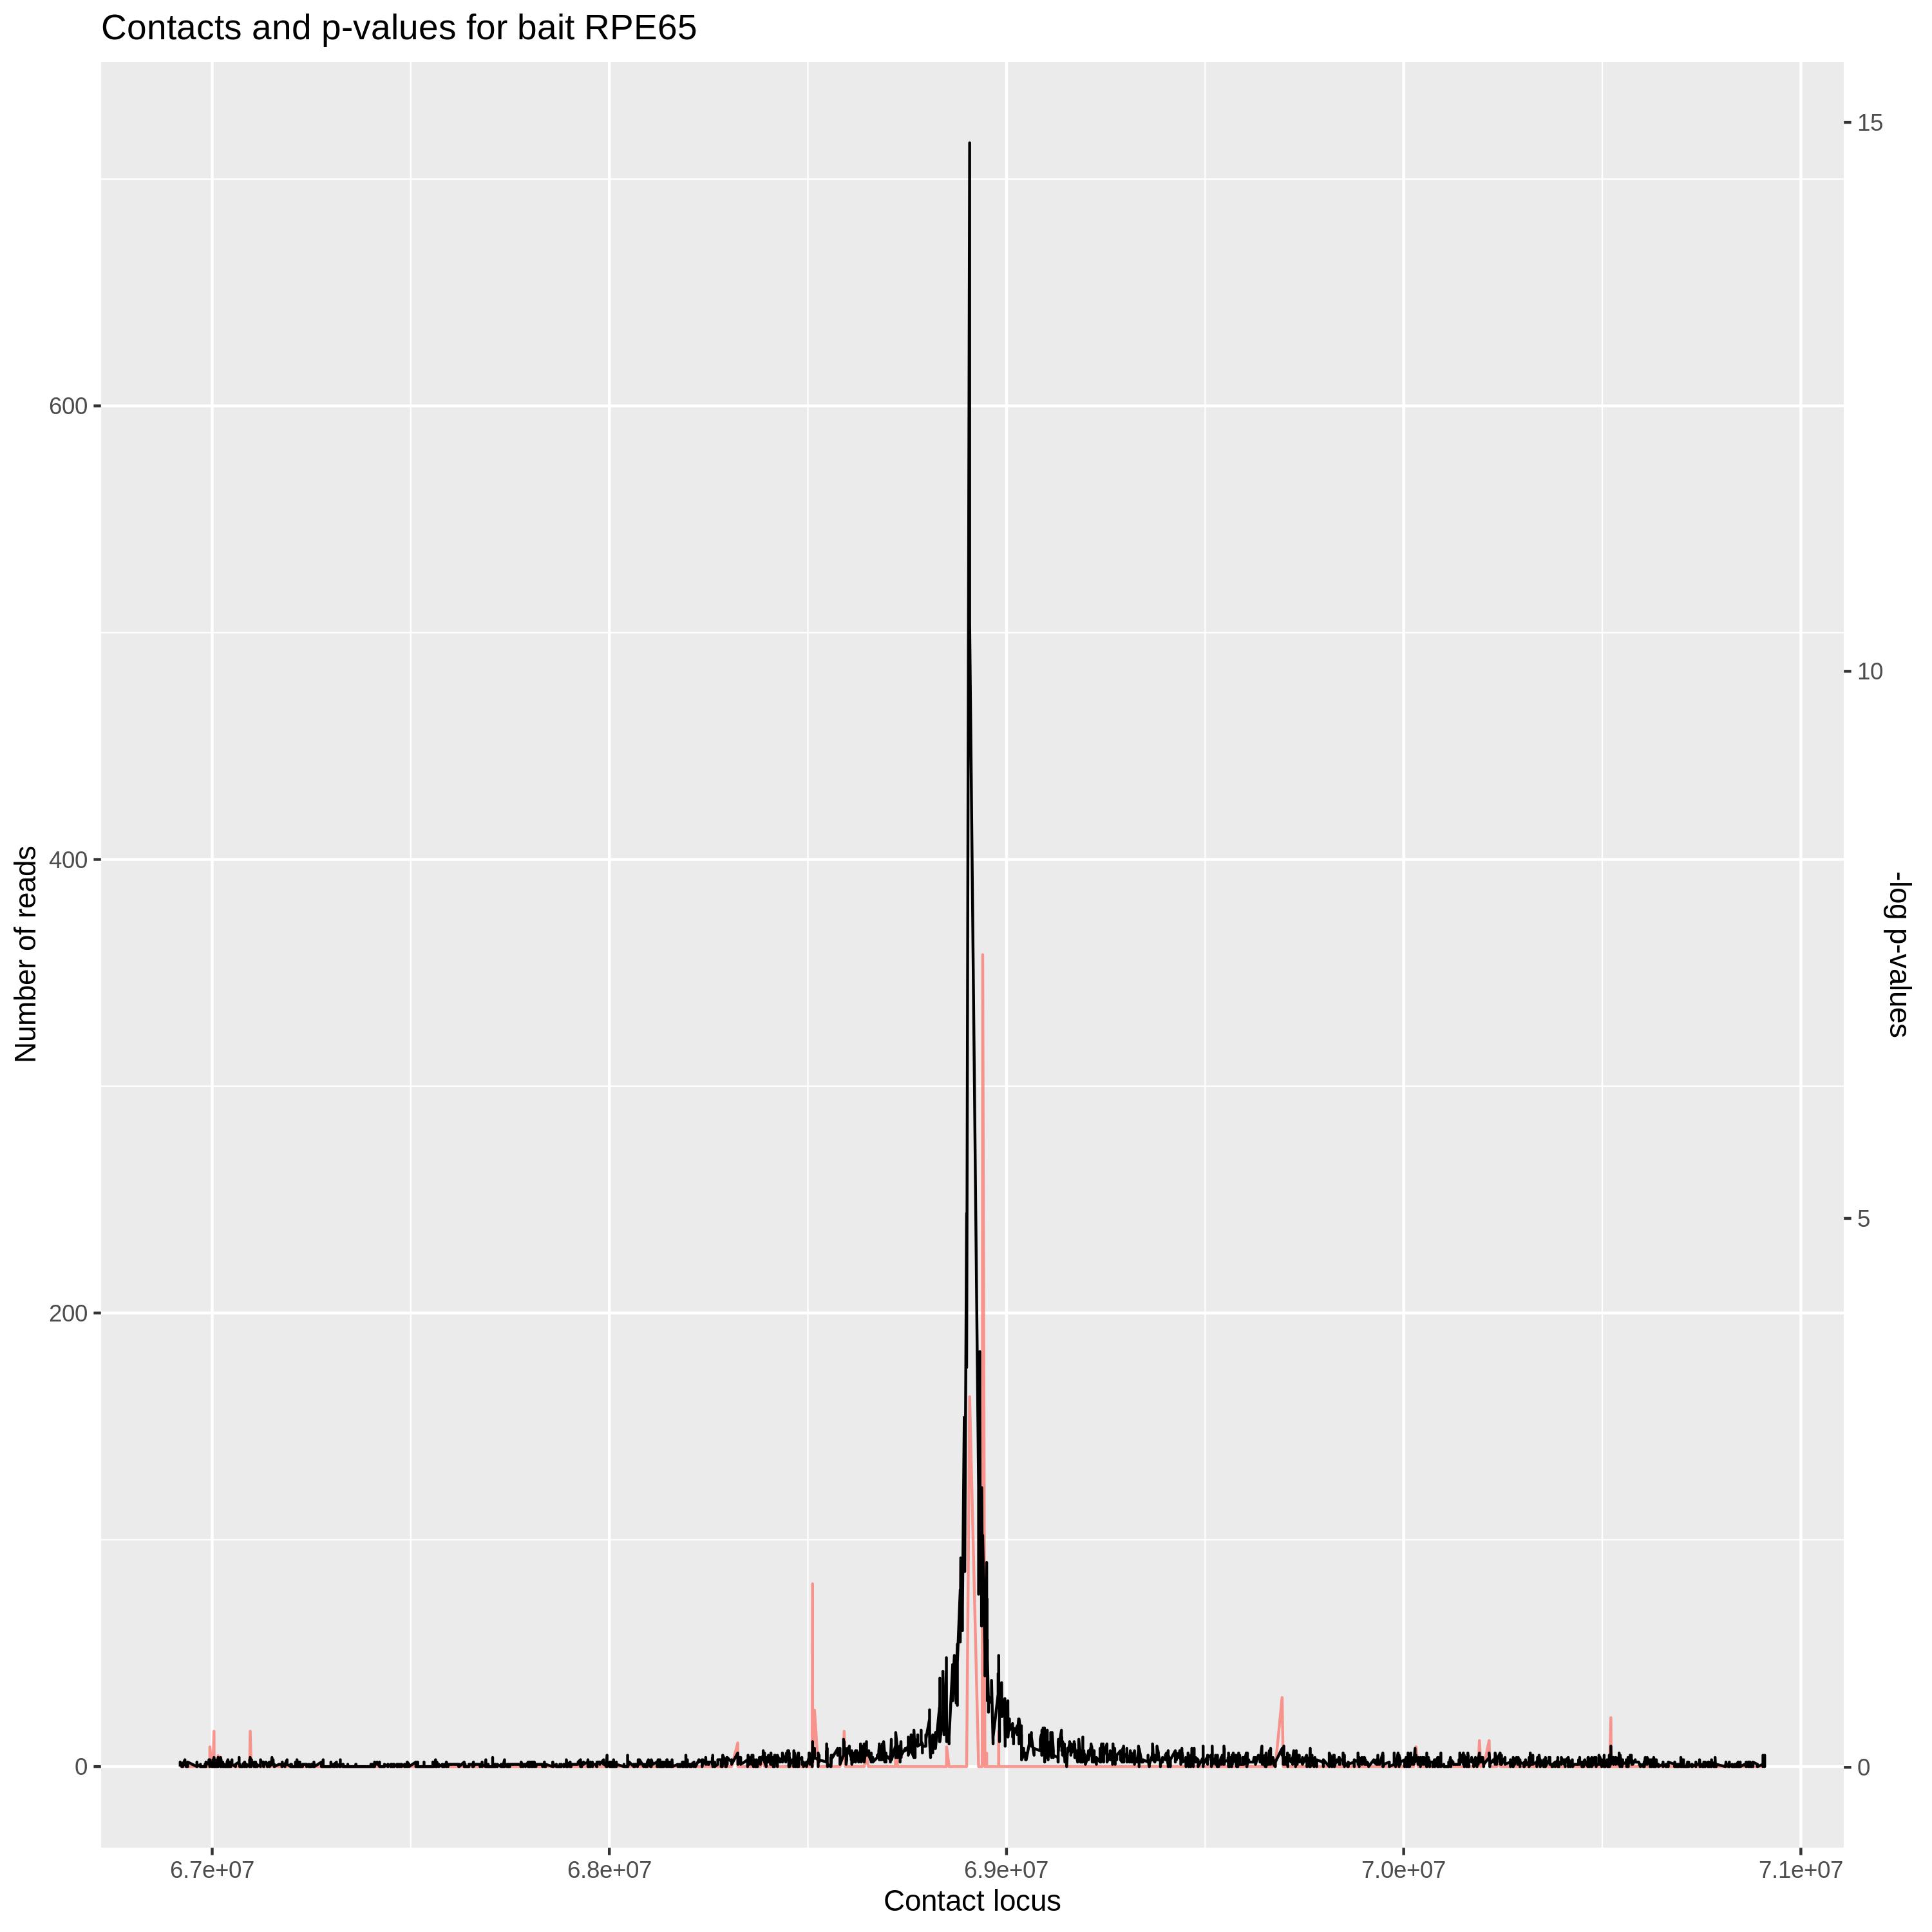 Contacts and p-values for bait RPE65
15
600
10
400
Number of reads
-log p-values
5
200
0
0
6.7e+07
6.8e+07
6.9e+07
7.0e+07
7.1e+07
Contact locus